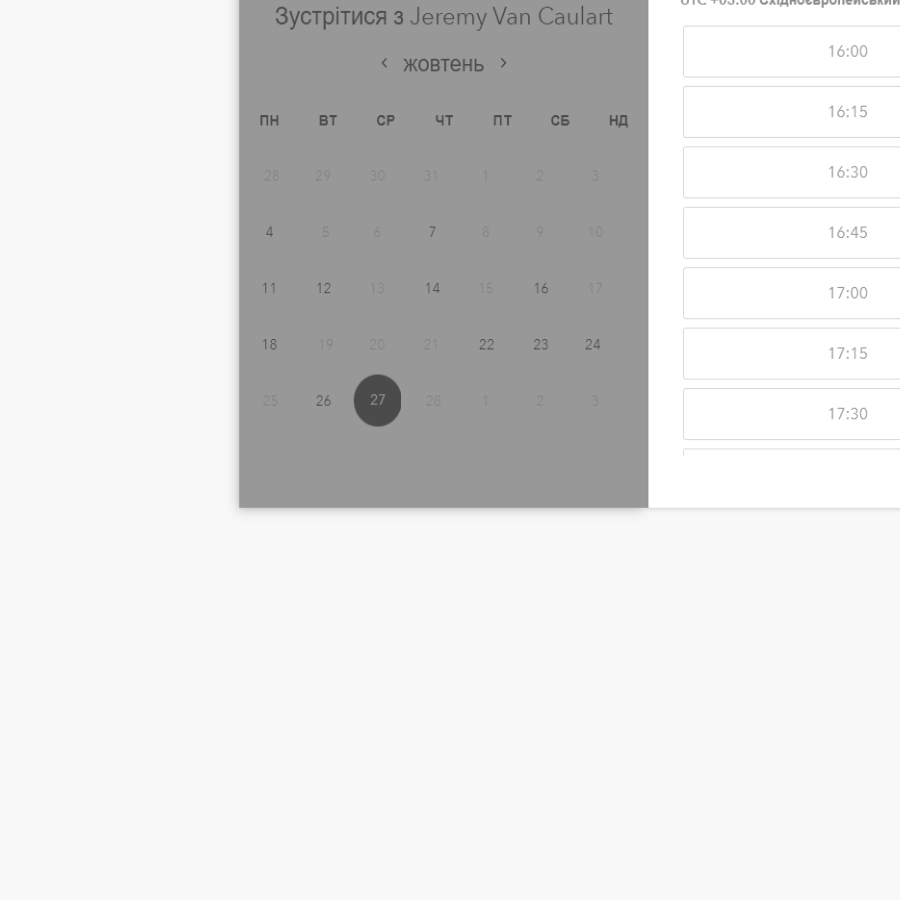 Зустрітися з Jeremy Van Caulart
‹ жовтень ›
ПН ВТ СР ЧТ ПТ СБ НД
28 29 30 31 1 2 3
4 5 6 7 8 9 10
11 12 13 14 15 16 17
18 19 20 21 22 23 24
25 26 27 28 1 2 3
UTC +03:00 Східноєвропейський
16:00
16:15
16:30
16:45
17:00
17:15
17:30